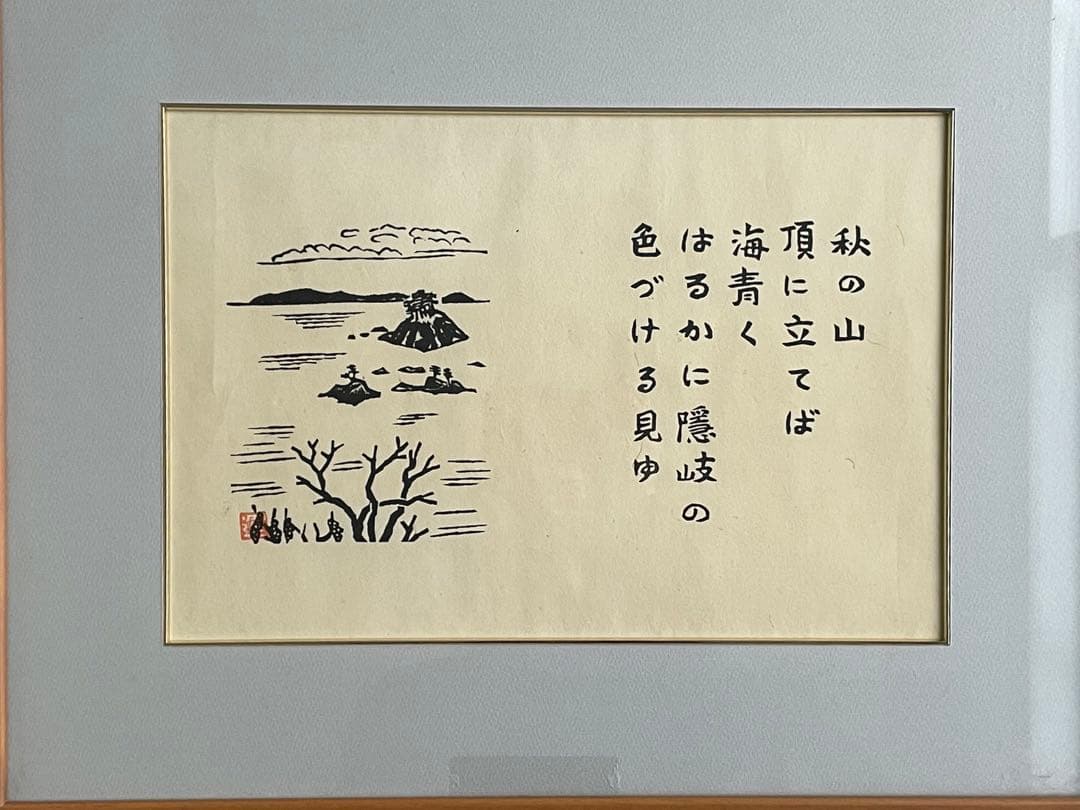 秋の山
頂に立てば
海青く
はるかに隠岐の
色づける見ゆ